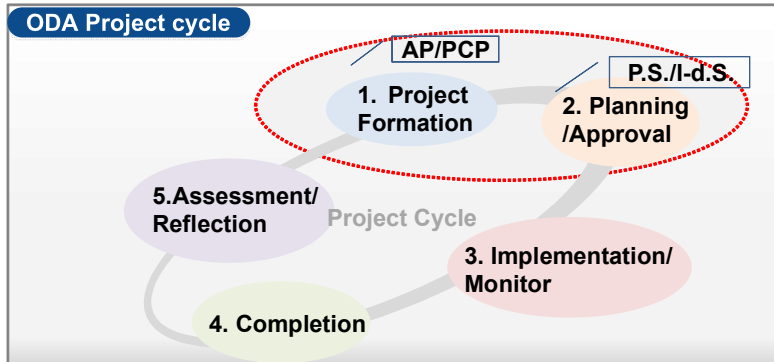 ODA Project cycle
AP/PCP
P.S./I-d.S.
1. Project
Formation
2. Planning
/Approval
5.Assessment/
Reflection
Project Cycle
3. Implementation/
Monitor
4. Completion